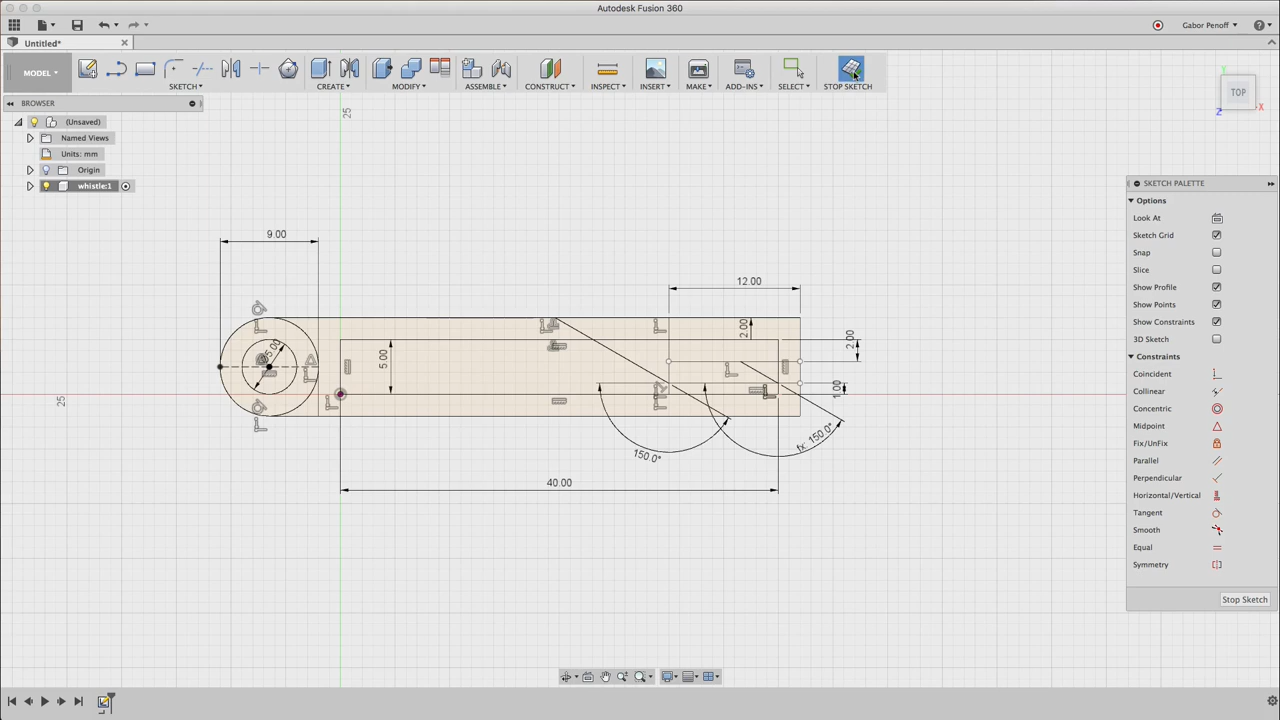 Autodesk Fusion 360
Gabor Penoff
Untitled*
MODEL
SKETCH
CREATE
MODIFY
ASSEMBLE
CONSTRUCT
INSPECT
INSERT
MAKE
ADD-INS
SELECT
STOP SKETCH
BROWSER
25
TOP
Y
X
Z
(Unsaved)
Named Views
Units: mm
Origin
whistle:1
SKETCH PALETTE
Options
Look At
Sketch Grid
Snap
Slice
Show Profile
Show Points
Show Constraints
3D Sketch
Constraints
Coincident
Collinear
Concentric
Midpoint
Fix/UnFix
Parallel
Perpendicular
Horizontal/Vertical
Tangent
Smooth
Equal
Symmetry
Stop Sketch
9.00
12.00
2.00
2.00
5.00
1.00
25
150.0°
fx: 150.0°
40.00